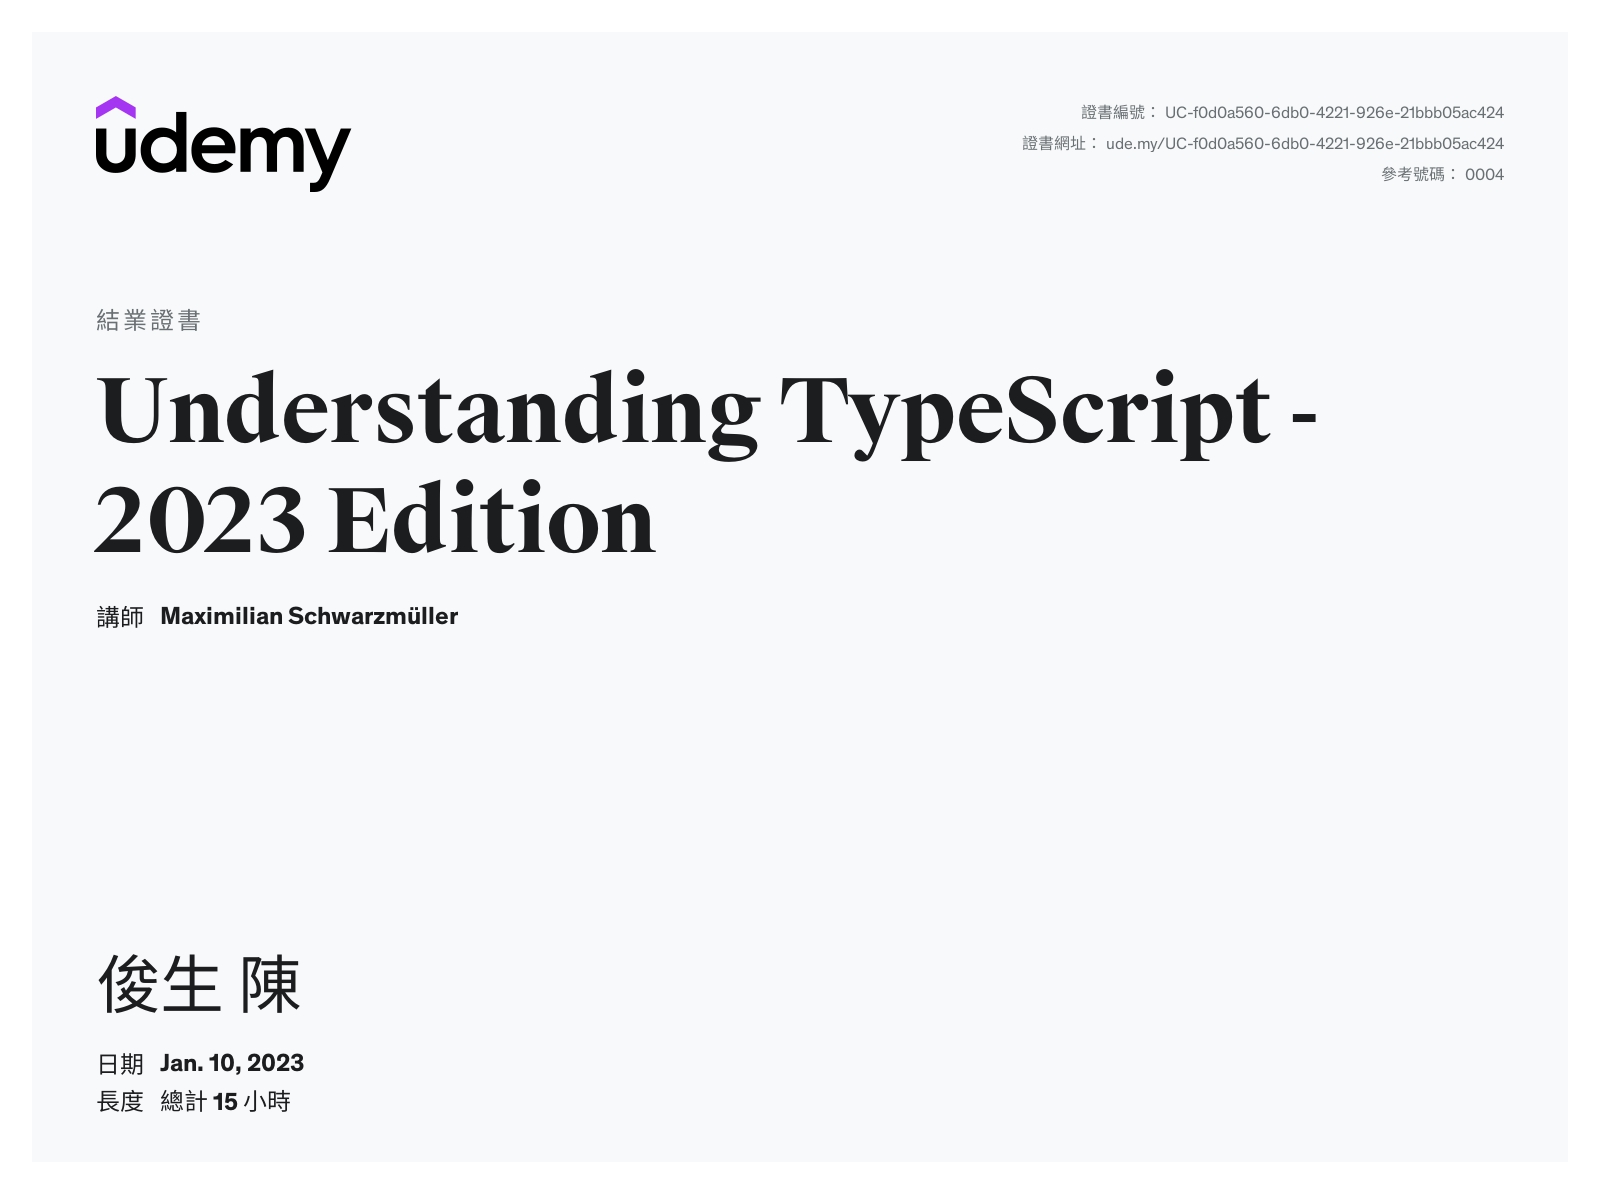 udemy
證書編號： UC-f0d0a560-6db0-4221-926e-21bbb05ac424
證書網址： ude.my/UC-f0d0a560-6db0-4221-926e-21bbb05ac424
參考號碼： 0004
結業證書
Understanding TypeScript -
2023 Edition
講師 Maximilian Schwarzmüller
俊生 陳
日期 Jan. 10, 2023
長度 總計 15 小時